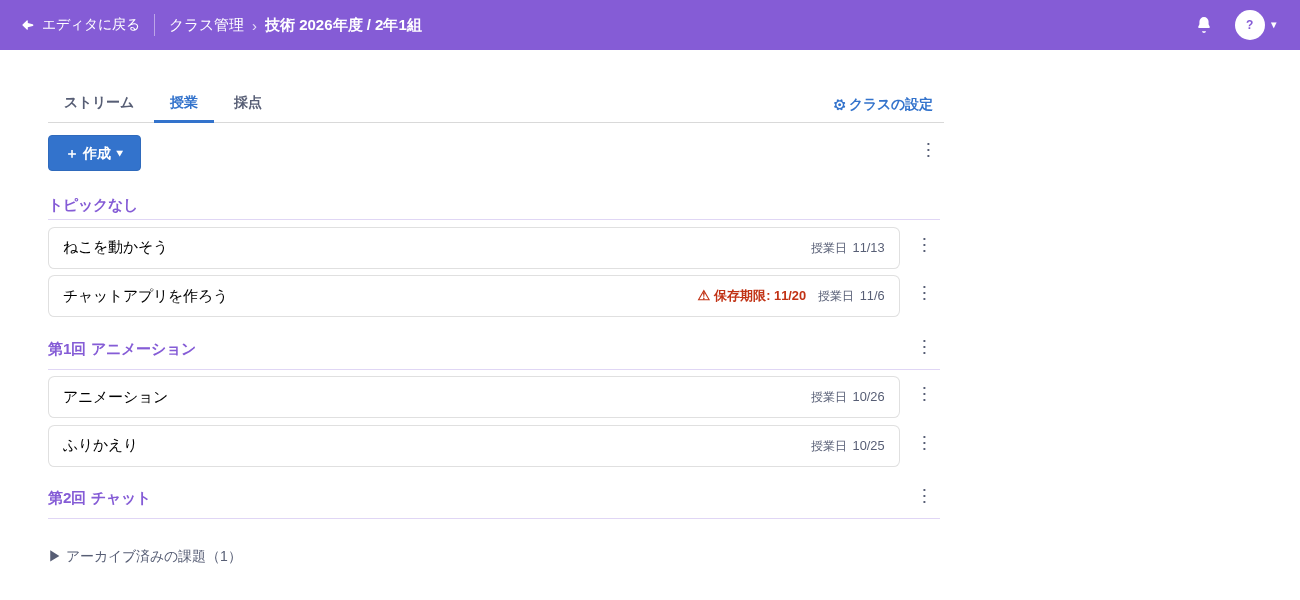 エディタに戻る クラス管理 › 技術 2026年度 / 2年1組 ? ▼
ストリーム 授業 採点 クラスの設定
+ 作成 ▼
トピックなし
ねこを動かそう 授業日 11/13
チャットアプリを作ろう ⚠ 保存期限: 11/20 授業日 11/6
第1回 アニメーション
アニメーション 授業日 10/26
ふりかえり 授業日 10/25
第2回 チャット
▶ アーカイブ済みの課題（1）